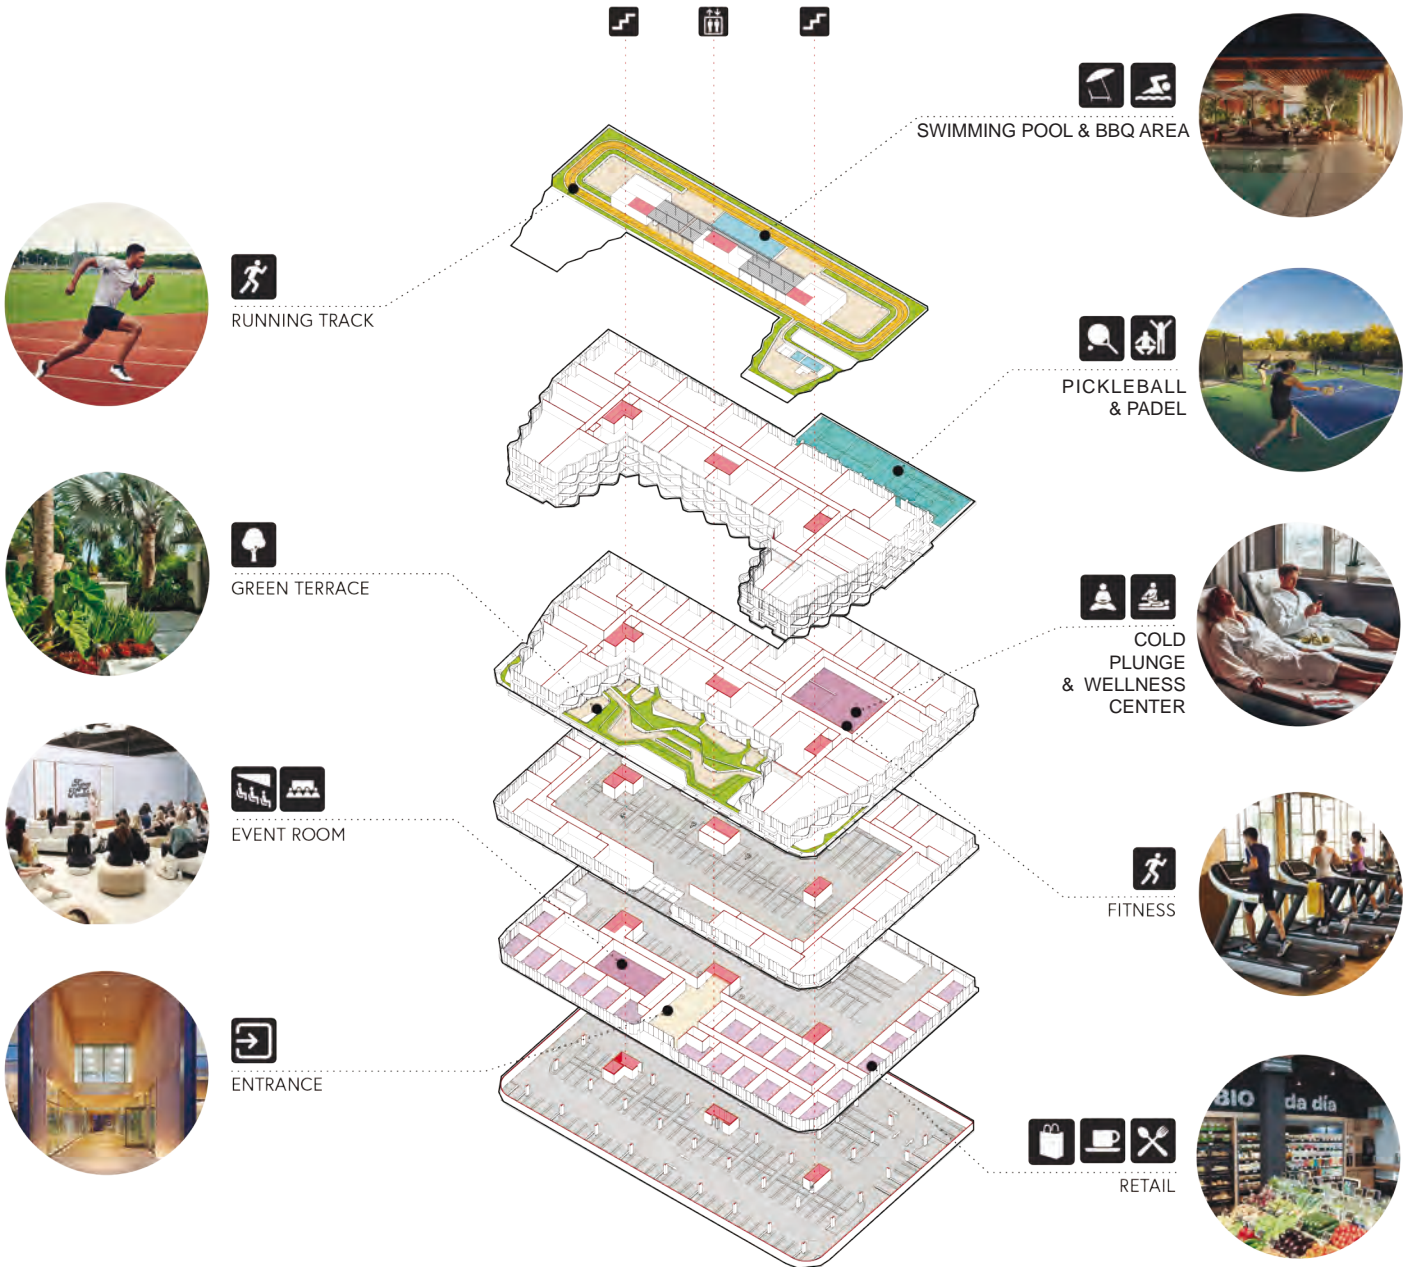 SWIMMING POOL & BBQ AREA
RUNNING TRACK
PICKLEBALL
& PADEL
GREEN TERRACE
COLD
PLUNGE
& WELLNESS
CENTER
EVENT ROOM
FITNESS
ENTRANCE
BIO
da día
RETAIL